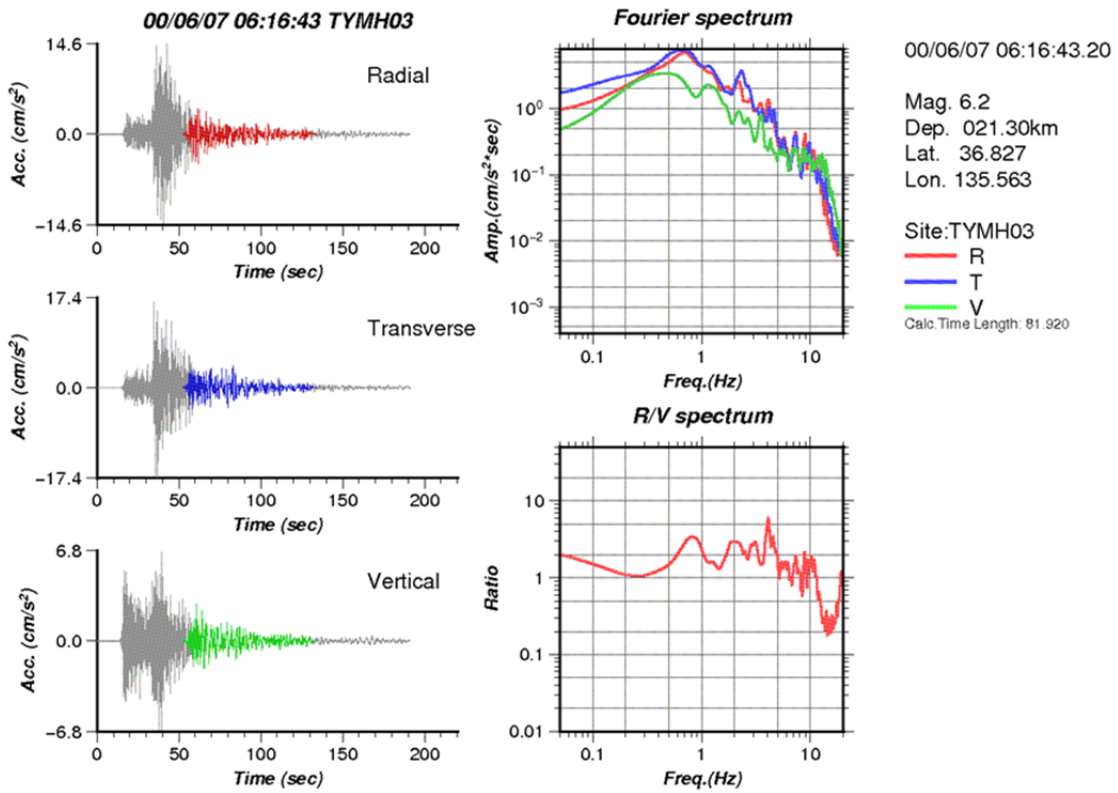 00/06/07 06:16:43 TYMH03
14.6
0.0
−14.6
Acc. (cm/s²)
Radial
0 50 100 150 200
Time (sec)
17.4
0.0
−17.4
Acc. (cm/s²)
Transverse
0 50 100 150 200
Time (sec)
6.8
0.0
−6.8
Acc. (cm/s²)
Vertical
0 50 100 150 200
Time (sec)
Fourier spectrum
Amp.(cm/s²*sec)
10⁰
10⁻¹
10⁻²
10⁻³
0.1 1 10
Freq.(Hz)
R/V spectrum
Ratio
10
1
0.1
0.01
0.1 1 10
Freq.(Hz)
00/06/07 06:16:43.20
Mag. 6.2
Dep. 021.30km
Lat. 36.827
Lon. 135.563
Site:TYMH03
R
T
V
Calc.Time Length: 81.920